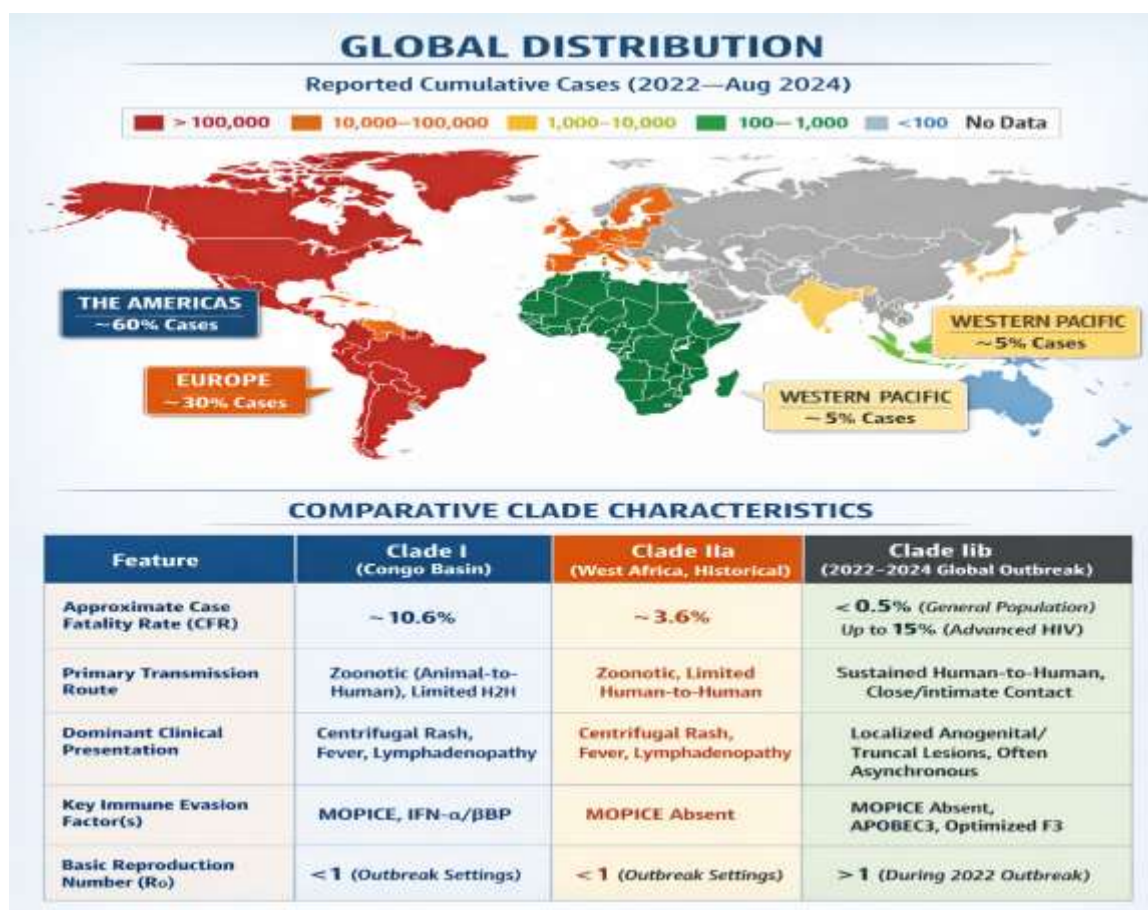 GLOBAL DISTRIBUTION
Reported Cumulative Cases (2022—Aug 2024)
> 100,000 10,000–100,000 1,000–10,000 100—1,000 <100 No Data
THE AMERICAS
~60% Cases
WESTERN PACIFIC
~5% Cases
EUROPE
~30% Cases
WESTERN PACIFIC
~ 5% Cases
COMPARATIVE CLADE CHARACTERISTICS
Feature
Clade I
(Congo Basin)
Clade IIa
(West Africa, Historical)
Clade Iib
(2022–2024 Global Outbreak)
Approximate Case
Fatality Rate (CFR)
~ 10.6%
~ 3.6%
< 0.5% (General Population)
Up to 15% (Advanced HIV)
Primary Transmission
Route
Zoonotic (Animal-to-
Human), Limited H2H
Zoonotic, Limited
Human-to-Human
Sustained Human-to-Human,
Close/intimate Contact
Dominant Clinical
Presentation
Centrifugal Rash,
Fever, Lymphadenopathy
Centrifugal Rash,
Fever, Lymphadenopathy
Localized Anogenital/
Truncal Lesions, Often
Asynchronous
Key Immune Evasion
Factor(s)
MOPICE, IFN-α/βBP
MOPICE Absent
MOPICE Absent,
APOBEC3, Optimized F3
Basic Reproduction
Number (R₀)
<1 (Outbreak Settings)
<1 (Outbreak Settings)
>1 (During 2022 Outbreak)